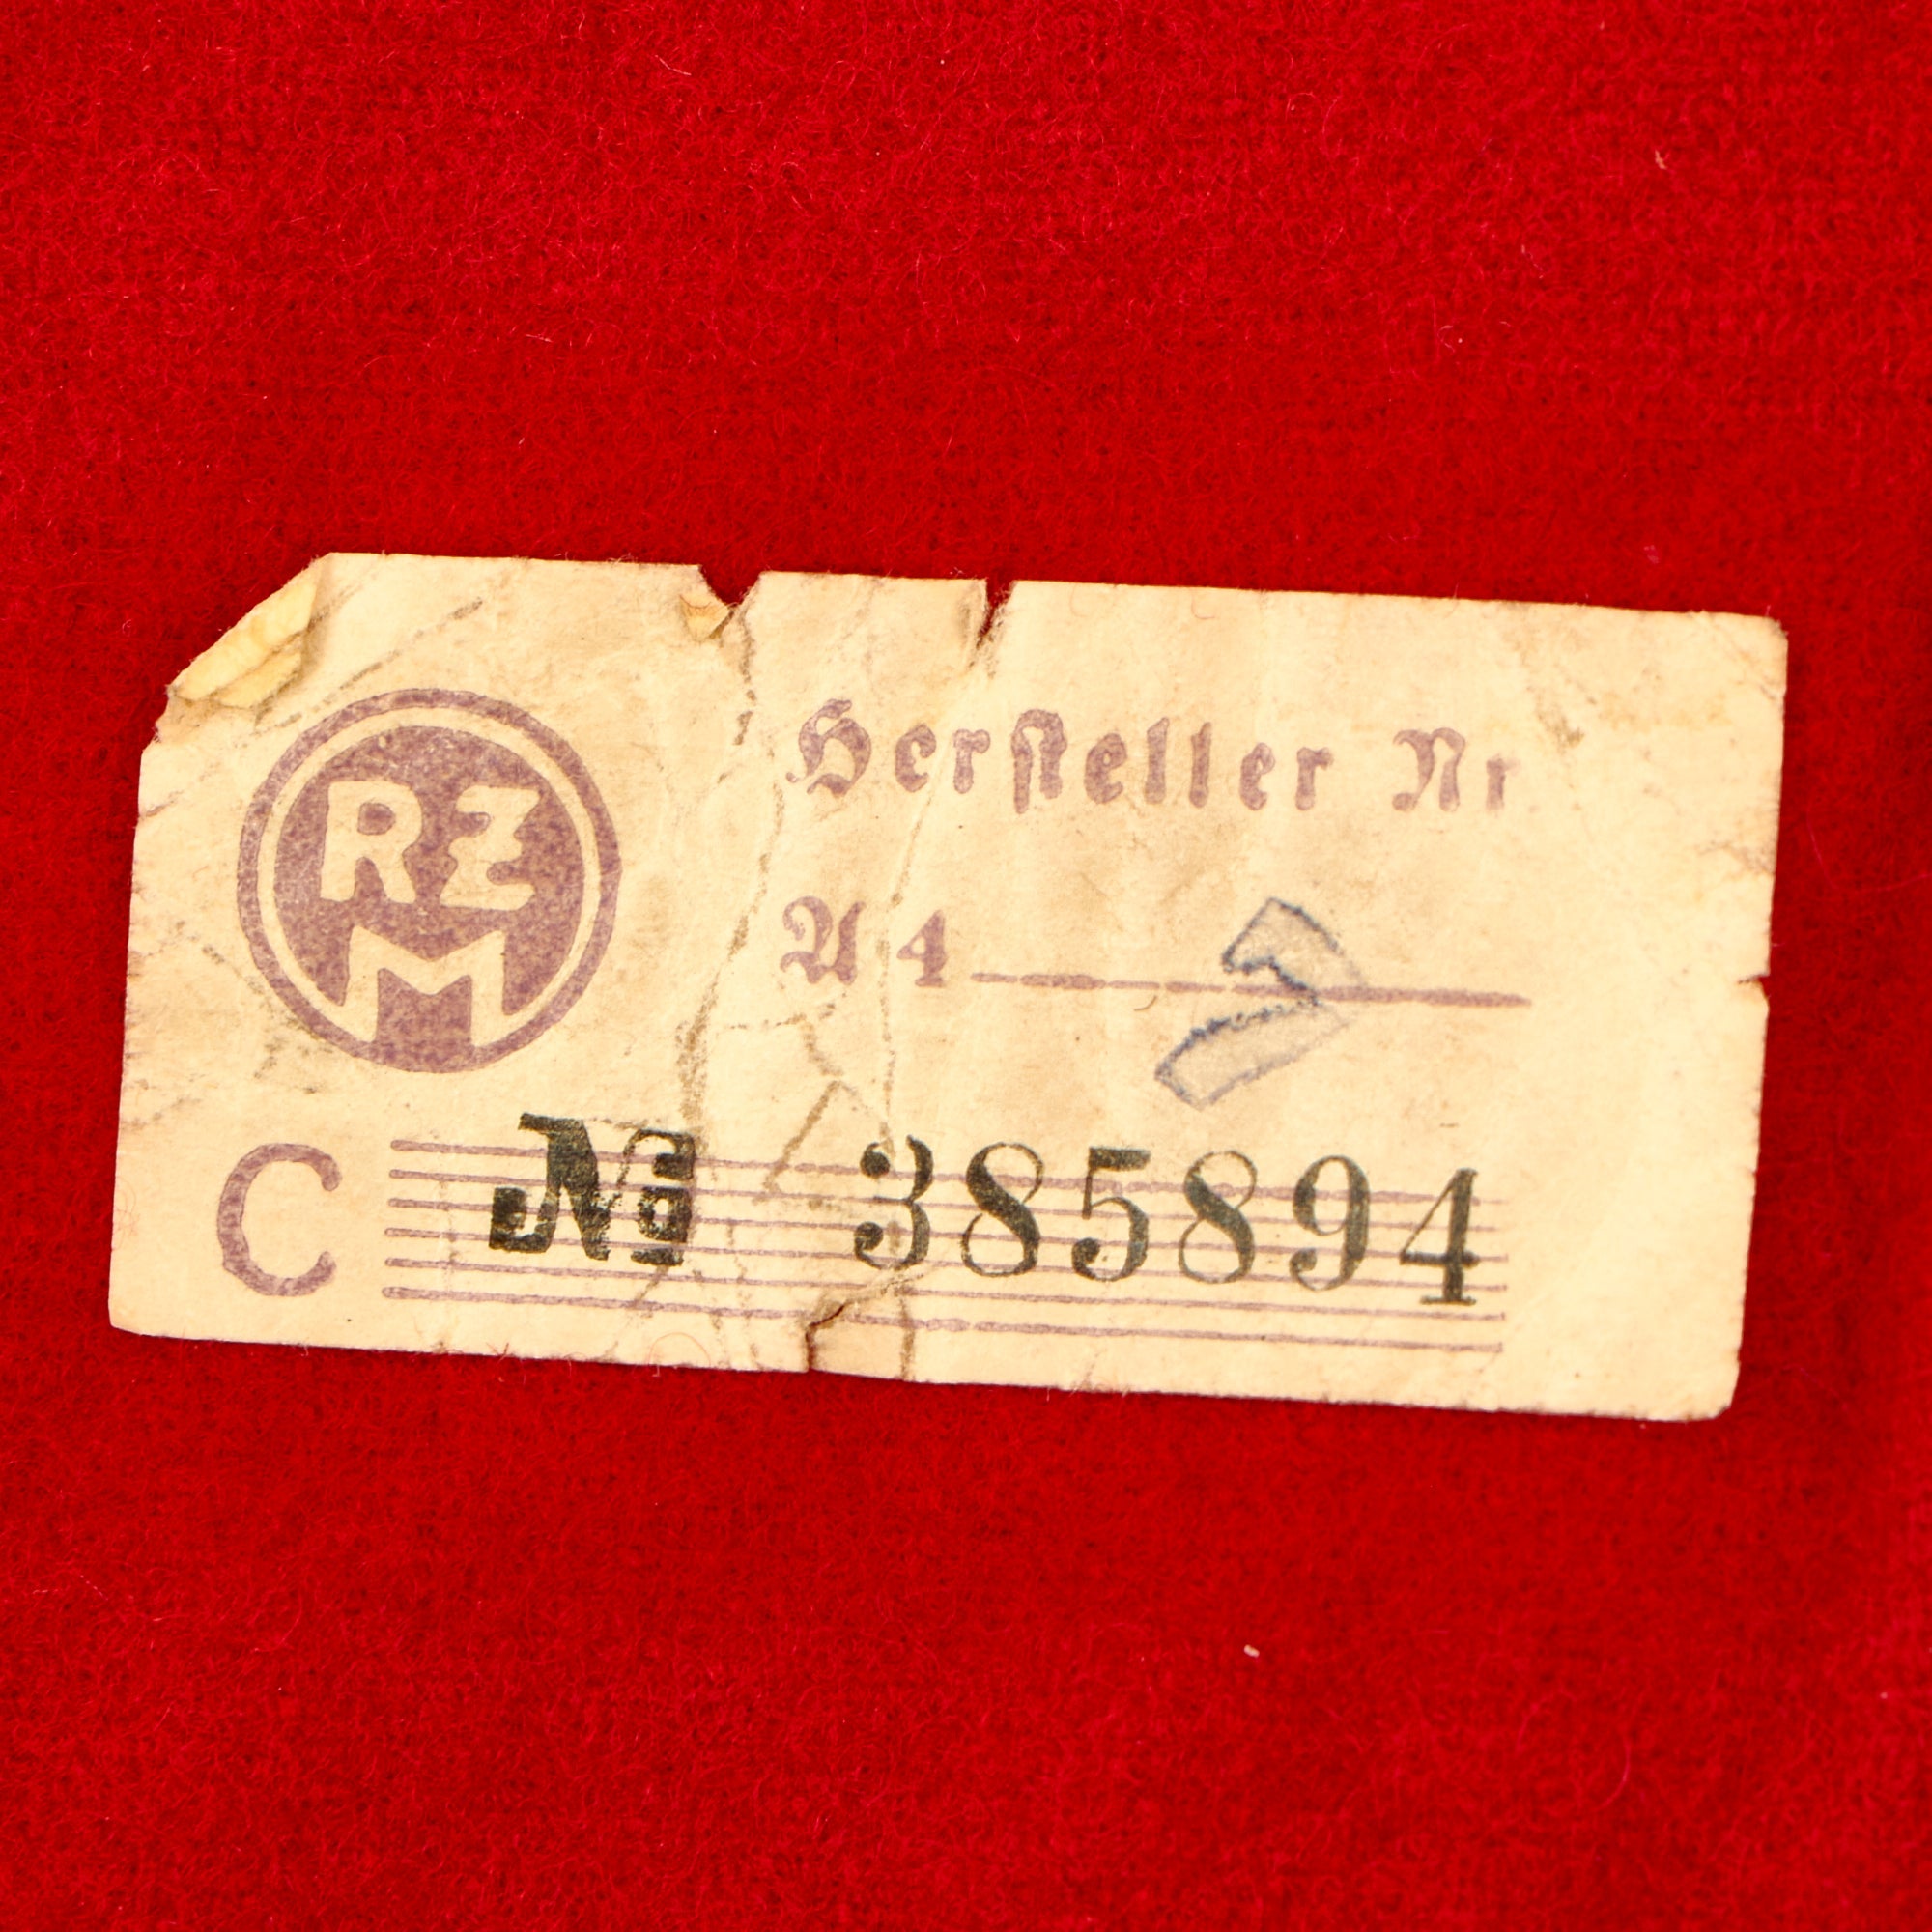 RZM
Hersteller Nr.
A 4
C № 385894